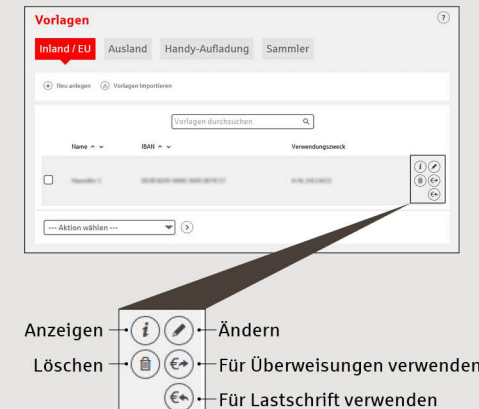 Vorlagen
?
Inland / EU Ausland Handy-Aufladung Sammler
Neu anlegen Vorlagen importieren
Vorlagen durchsuchen
Name IBAN Verwendungszweck
--- Aktion wählen ---
Anzeigen Ändern
Löschen Für Überweisungen verwenden
Für Lastschrift verwenden